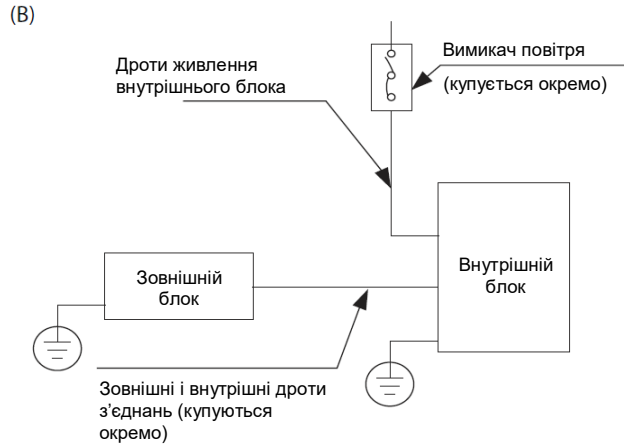 (B)
Дроти живлення
внутрішнього блока
Вимикач повітря
(купується окремо)
Зовнішній
блок
Внутрішній
блок
Зовнішні і внутрішні дроти
з’єднань (купуються
окремо)